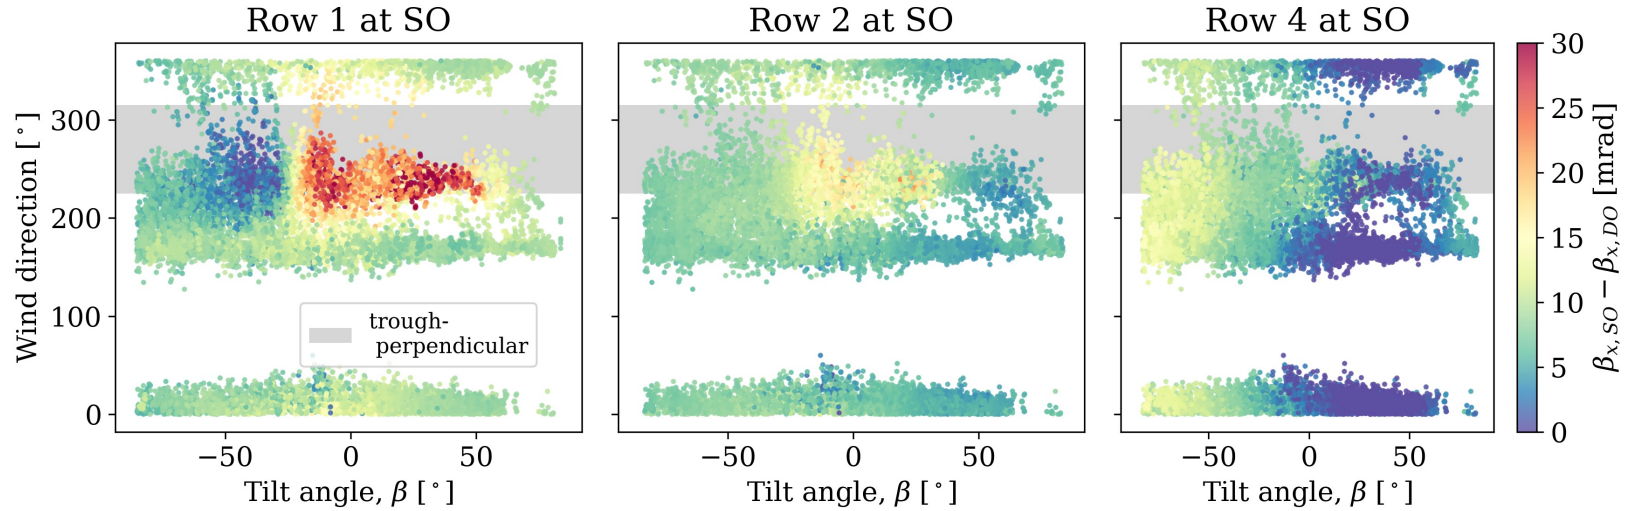 Row 1 at SO
Row 2 at SO
Row 4 at SO
Wind direction [°]
300
200
100
0
trough-
perpendicular
−50 0 50
−50 0 50
−50 0 50
Tilt angle, β [°]
Tilt angle, β [°]
Tilt angle, β [°]
30
25
20
15
10
5
0
βx,SO − βx,DO [mrad]